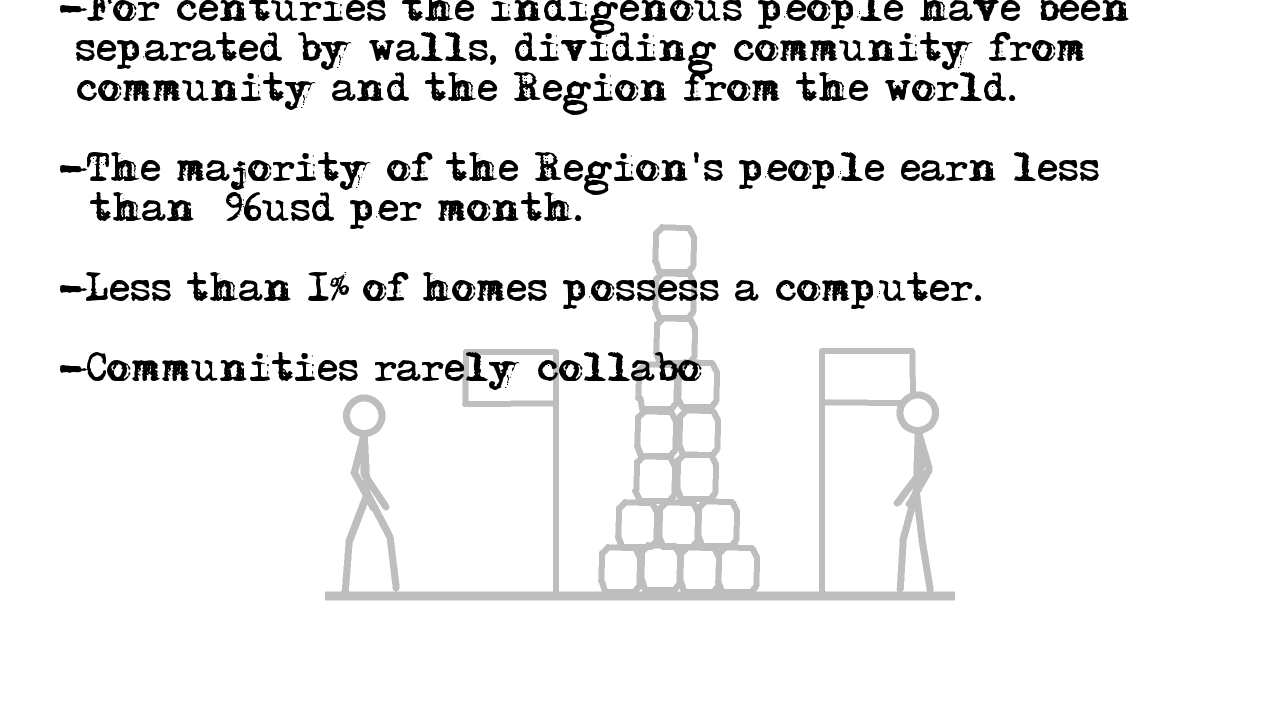 -For centuries the indigenous people have been
separated by walls, dividing community from
community and the Region from the world.
-The majority of the Region's people earn less
than 96usd per month.
-Less than I% of homes possess a computer.
-Communities rarely collabo